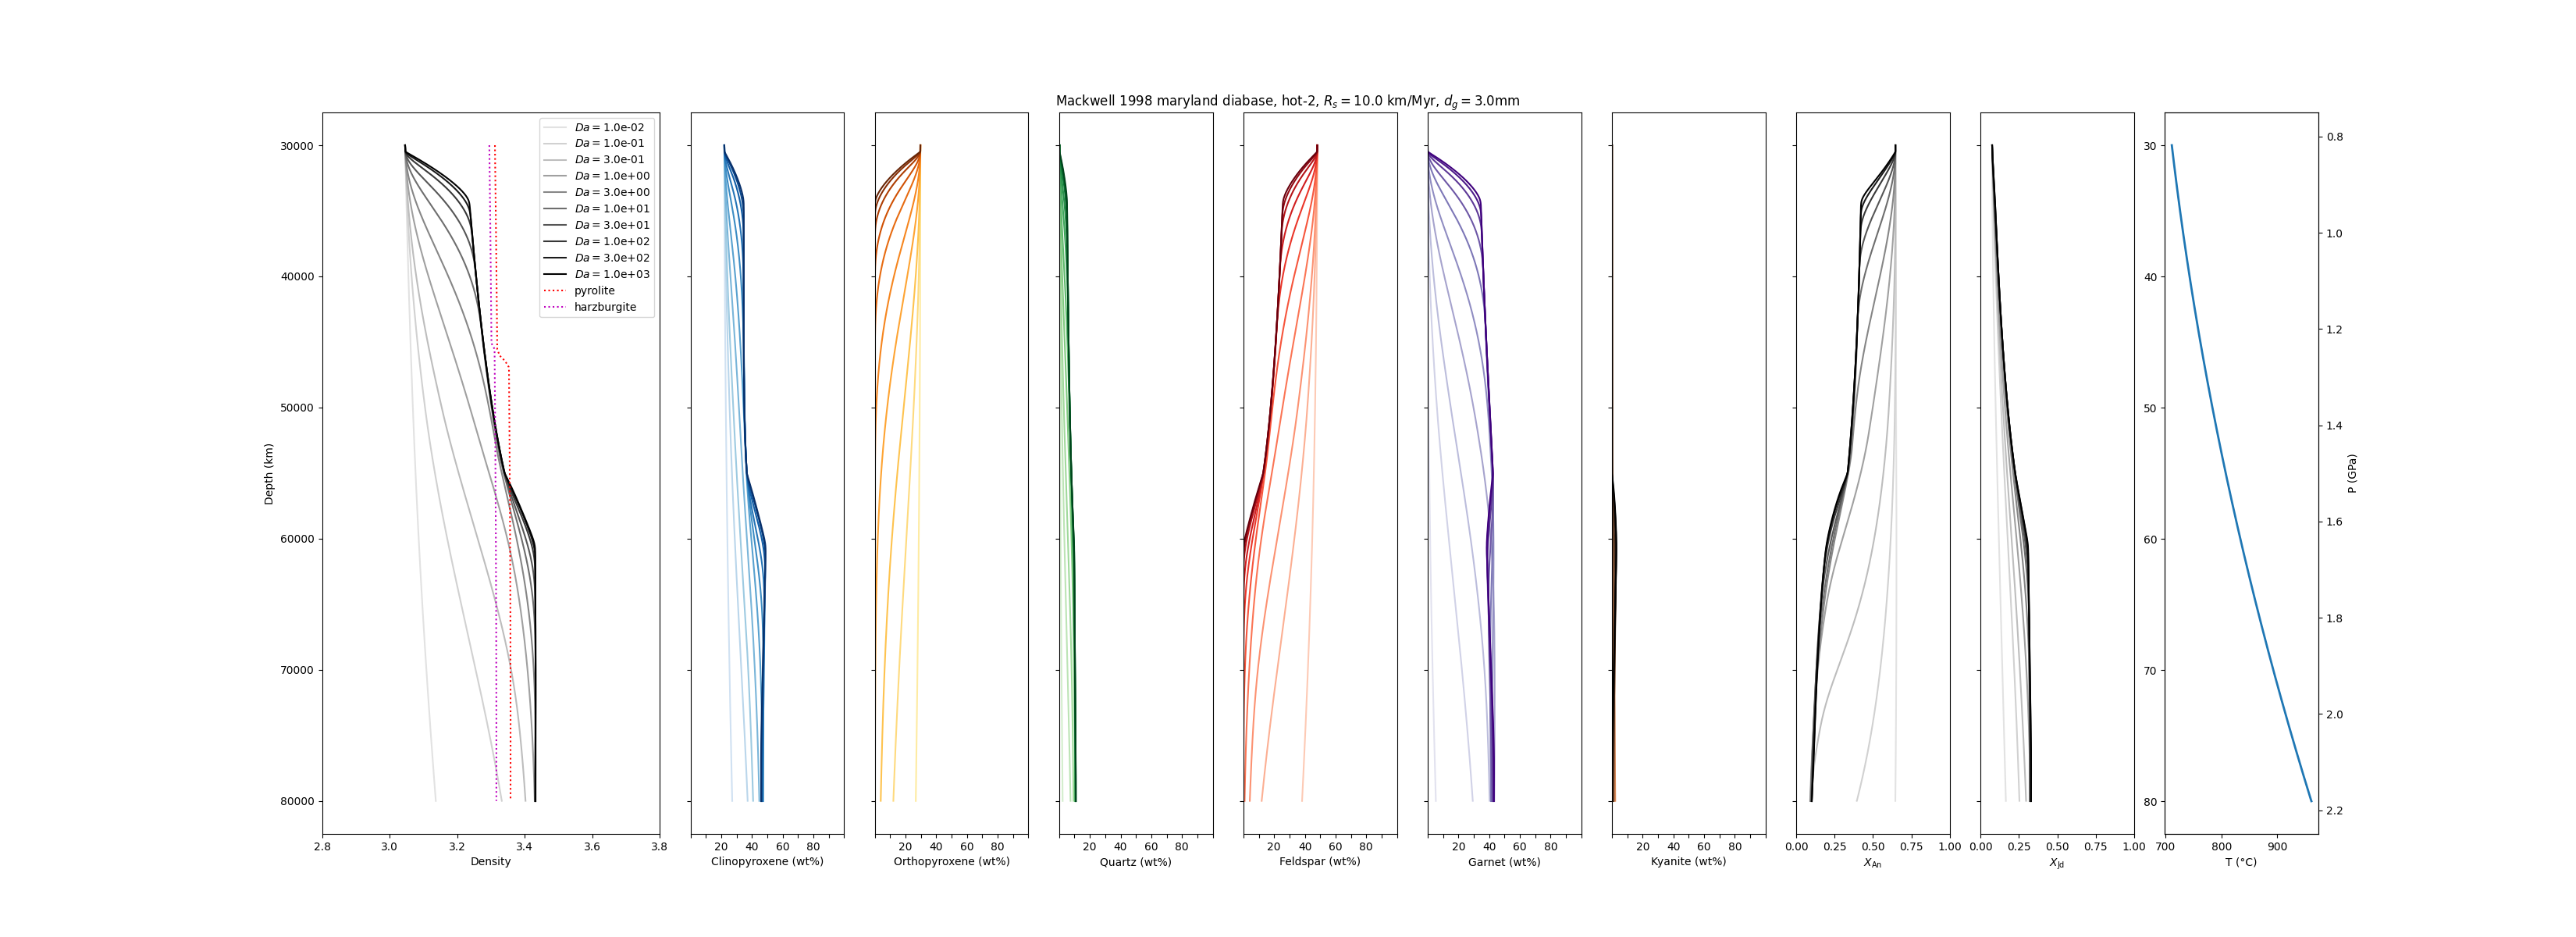 Mackwell 1998 maryland diabase, hot-2, Rₛ = 10.0 km/Myr, d_g = 3.0mm
Da = 1.0e-02
Da = 1.0e-01
Da = 3.0e-01
Da = 1.0e+00
Da = 3.0e+00
Da = 1.0e+01
Da = 3.0e+01
Da = 1.0e+02
Da = 3.0e+02
Da = 1.0e+03
pyrolite
harzburgite
Depth (km)
30000
40000
50000
60000
70000
80000
2.8 3.0 3.2 3.4 3.6 3.8
Density
20 40 60 80
Clinopyroxene (wt%)
20 40 60 80
Orthopyroxene (wt%)
20 40 60 80
Quartz (wt%)
20 40 60 80
Feldspar (wt%)
20 40 60 80
Garnet (wt%)
20 40 60 80
Kyanite (wt%)
0.00 0.25 0.50 0.75 1.00
X_An
0.00 0.25 0.50 0.75 1.00
X_Jd
30
40
50
60
70
80
700 800 900
T (°C)
0.8
1.0
1.2
1.4
1.6
1.8
2.0
2.2
P (GPa)